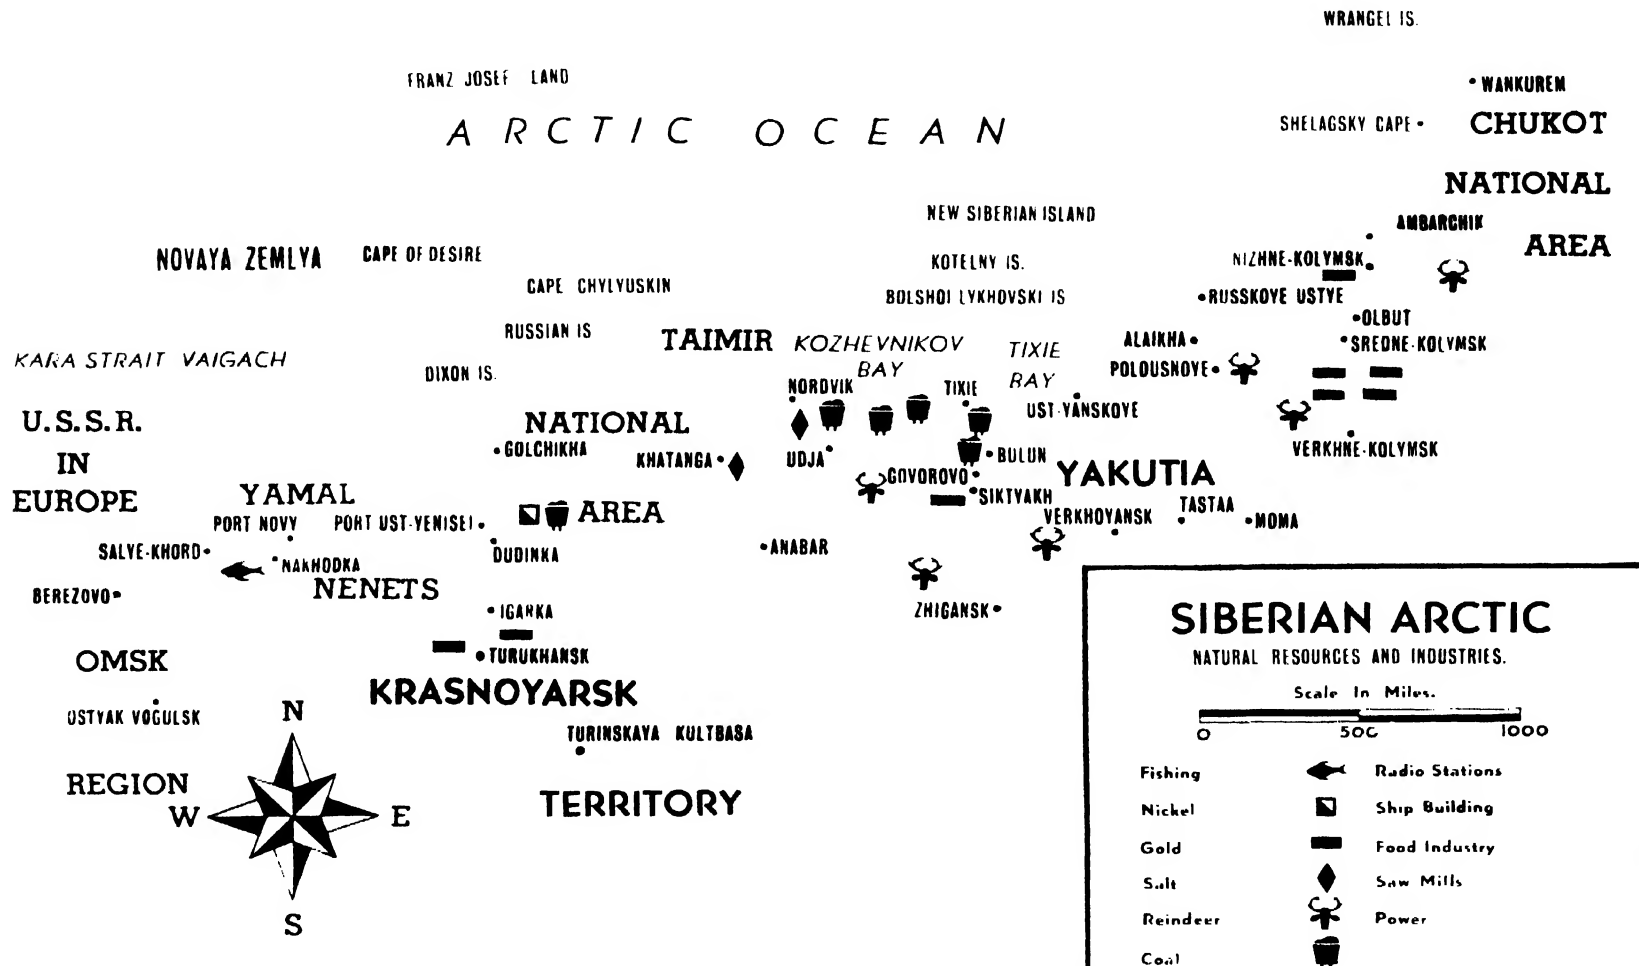 WRANGEL IS.
FRANZ JOSEF LAND
WANKUREM
ARCTIC OCEAN
SHELAGSKY CAPE
CHUKOT
NATIONAL
AREA
NEW SIBERIAN ISLAND
AMBARCHIK
NOVAYA ZEMLYA
CAPE OF DESIRE
KOTELNY IS.
NIZHNE-KOLYMSK
CAPE CHYLYUSKIN
BOLSHOI LYKHOVSKI IS
RUSSKOYE USTYE
OLBUT
RUSSIAN IS
TAIMIR
KOZHEVNIKOV
BAY
TIXIE
BAY
ALAIKHA
SREDNE-KOLYMSK
KARA STRAIT VAIGACH
DIXON IS.
POLOUSNOYE
NORDVIK
TIXIE
UST-YANSKOYE
U.S.S.R.
IN
EUROPE
NATIONAL
GOLCHIKHA
KHATANGA
UDJA
BULUN
VERKHNE-KOLYMSK
GOVOROVO
YAKUTIA
YAMAL
SIKTYAKH
TASTAA
PORT NOVY
PORT UST-YENISEI
AREA
VERKHOYANSK
MOMA
SALYE-KHORD
NAKHODKA
DUDINKA
ANABAR
NENETS
BEREZOVO
IGARKA
ZHIGANSK
OMSK
TURUKHANSK
KRASNOYARSK
OSTYAK VOGULSK
TURINSKAYA KULTBASA
REGION
TERRITORY
N
W
E
S
SIBERIAN ARCTIC
NATURAL RESOURCES AND INDUSTRIES.
Scale In Miles.
0 500 1000
Fishing
Radio Stations
Nickel
Ship Building
Gold
Food Industry
Salt
Saw Mills
Reindeer
Power
Coal